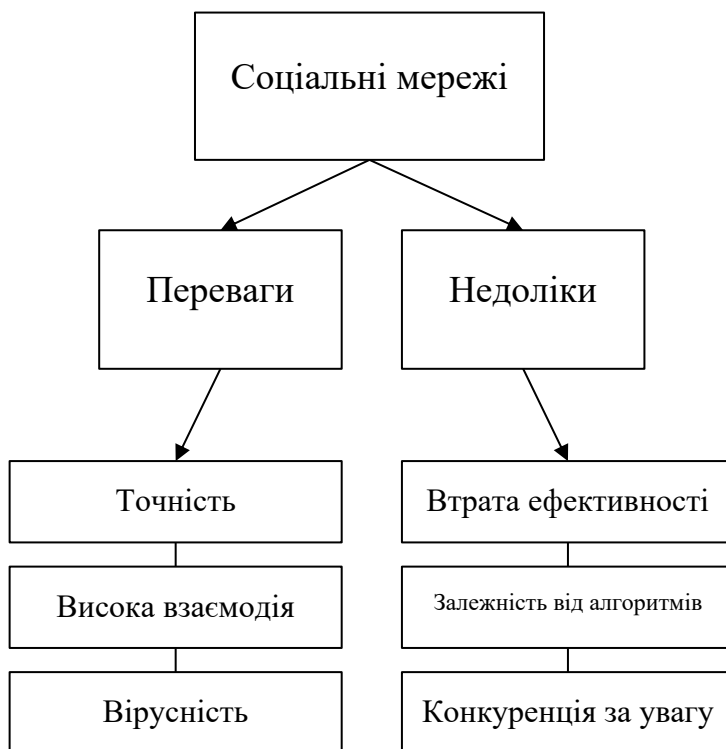 Соціальні мережі
Переваги
Недоліки
Точність
Втрата ефективності
Висока взаємодія
Залежність від алгоритмів
Вірусність
Конкуренція за увагу